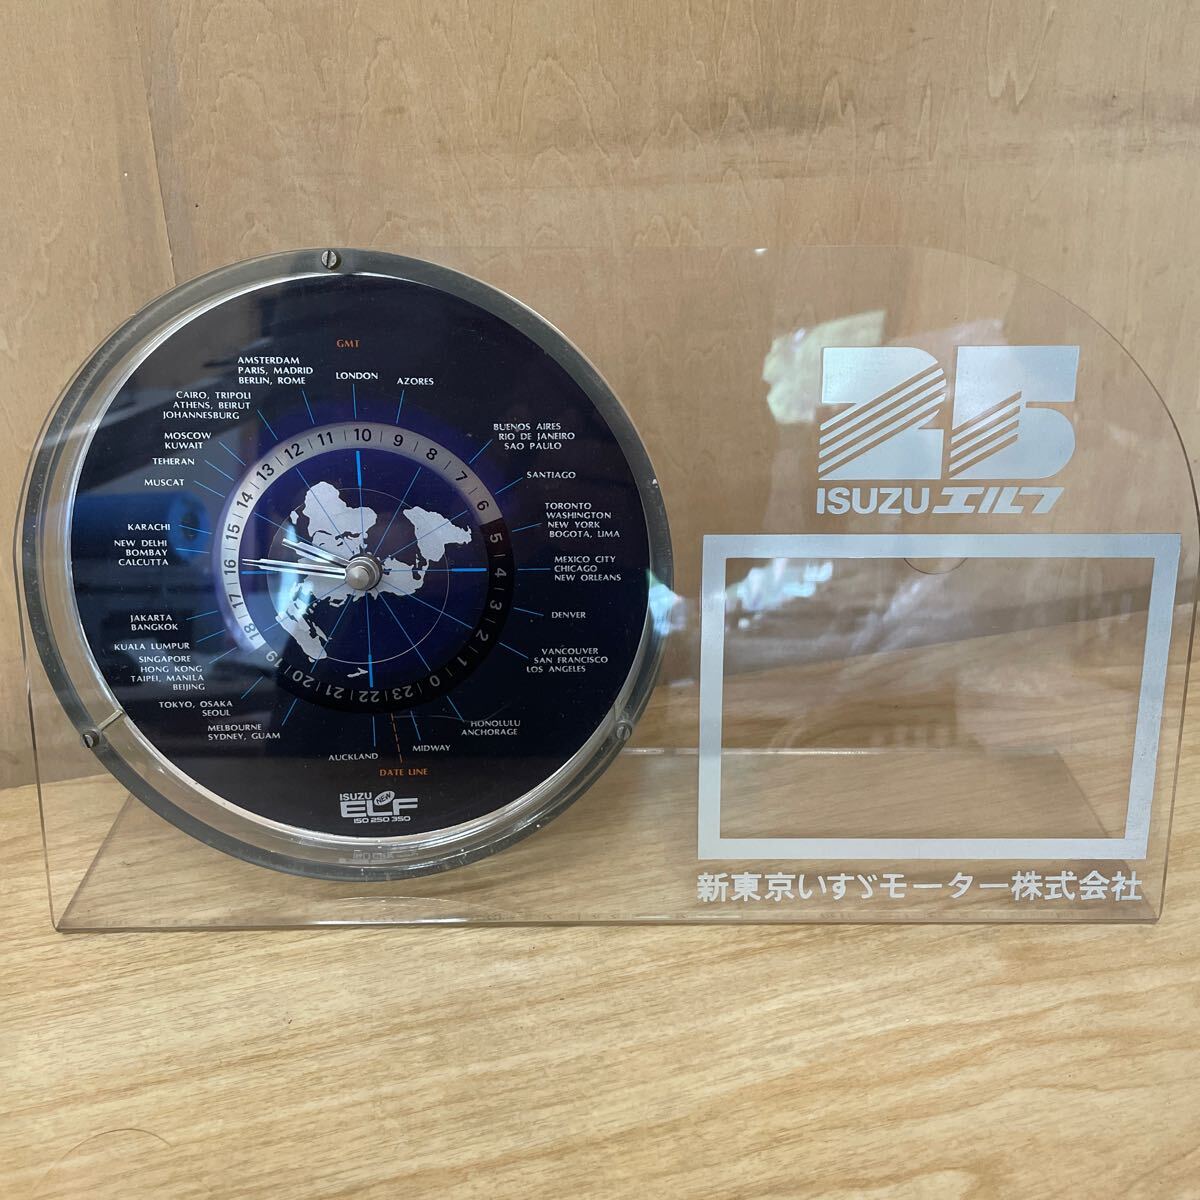 GMT
AMSTERDAM
PARIS, MADRID
BERLIN, ROME
LONDON
AZORES
CAIRO, TRIPOLI
ATHENS, BEIRUT
JOHANNESBURG
MOSCOW
KUWAIT
TEHERAN
MUSCAT
KARACHI
NEW DELHI
BOMBAY
CALCUTTA
JAKARTA
BANGKOK
KUALA LUMPUR
SINGAPORE
HONG KONG
TAIPEI, MANILA
BEIJING
TOKYO, OSAKA
SEOUL
MELBOURNE
SYDNEY, GUAM
AUCKLAND
DATE LINE
MIDWAY
HONOLULU
ANCHORAGE
VANCOUVER
SAN FRANCISCO
LOS ANGELES
DENVER
MEXICO CITY
CHICAGO
NEW ORLEANS
TORONTO
WASHINGTON
NEW YORK
BOGOTA, LIMA
SANTIAGO
BUENOS AIRES
RIO DE JANEIRO
SAO PAULO
10 9 8 7 6 5 4 3 2 1 0 23 22 21 20 19 18 17 16 15 14 13 12 11
ISUZU
NEW
ELF
150 250 350
25
ISUZU エルフ
新東京いすゞモーター株式会社